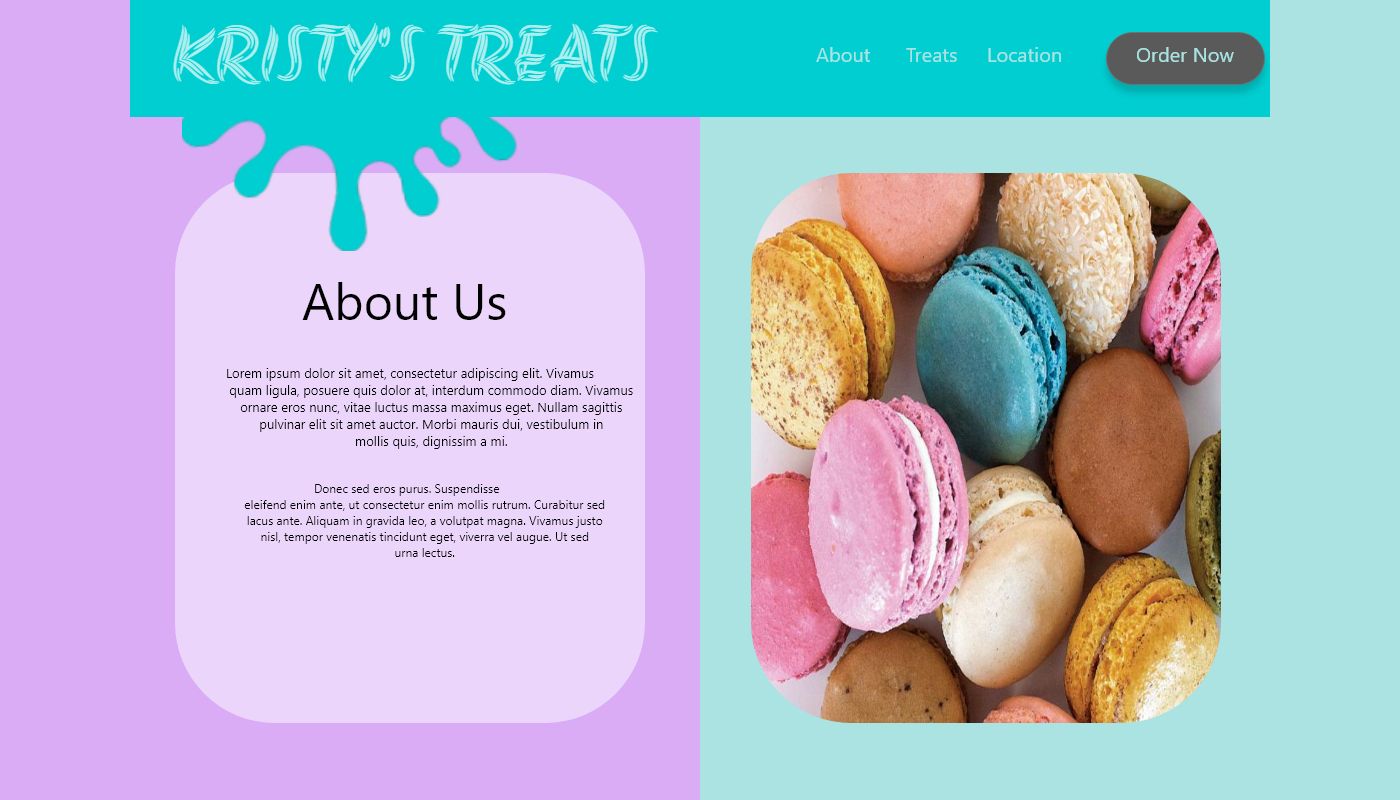 KRISTY'S TREATS
About Treats Location Order Now
About Us
Lorem ipsum dolor sit amet, consectetur adipiscing elit. Vivamus
quam ligula, posuere quis dolor at, interdum commodo diam. Vivamus
ornare eros nunc, vitae luctus massa maximus eget. Nullam sagittis
pulvinar elit sit amet auctor. Morbi mauris dui, vestibulum in
mollis quis, dignissim a mi.
Donec sed eros purus. Suspendisse
eleifend enim ante, ut consectetur enim mollis rutrum. Curabitur sed
lacus ante. Aliquam in gravida leo, a volutpat magna. Vivamus justo
nisl, tempor venenatis tincidunt eget, viverra vel augue. Ut sed
urna lectus.